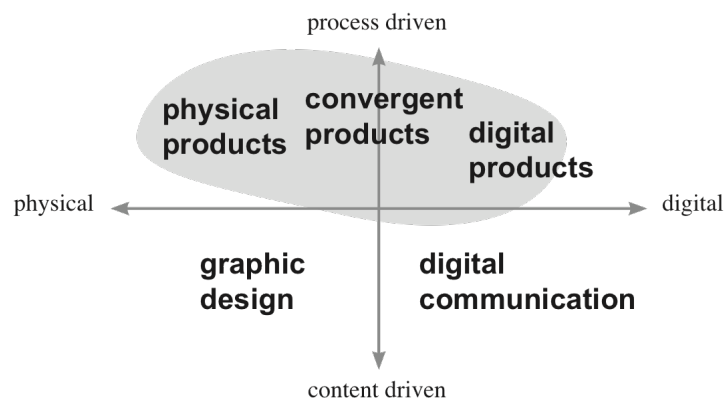 process driven
physical
products
convergent
products
digital
products
physical
digital
graphic
design
digital
communication
content driven